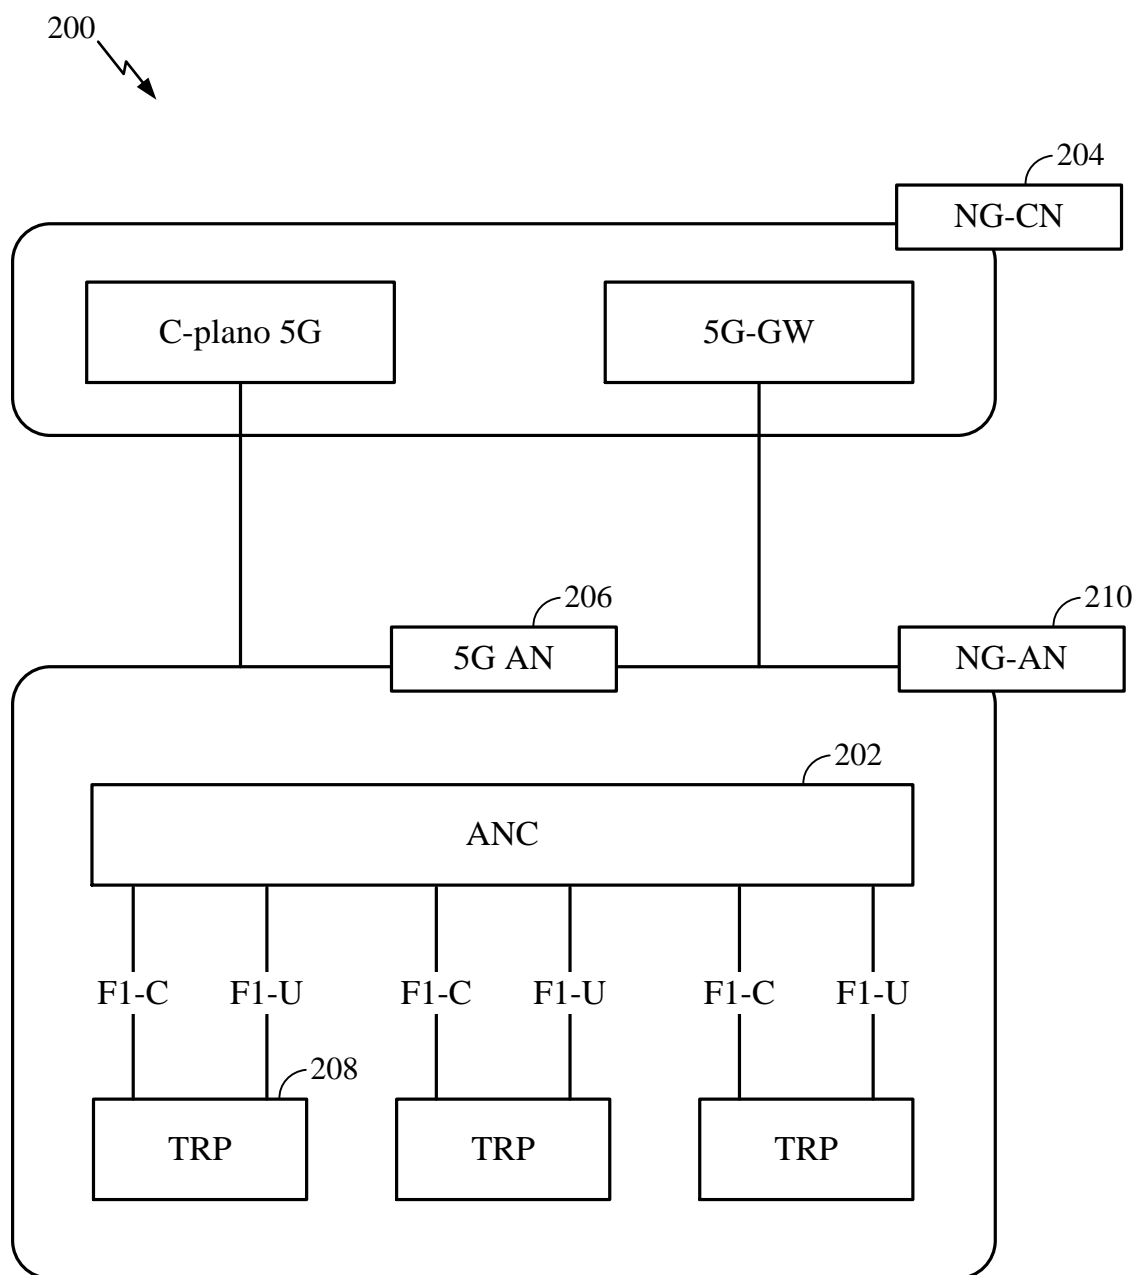 200
204
NG-CN
C-plano 5G
5G-GW
206
210
5G AN
NG-AN
202
ANC
F1-C
F1-U
F1-C
F1-U
F1-C
F1-U
208
TRP
TRP
TRP